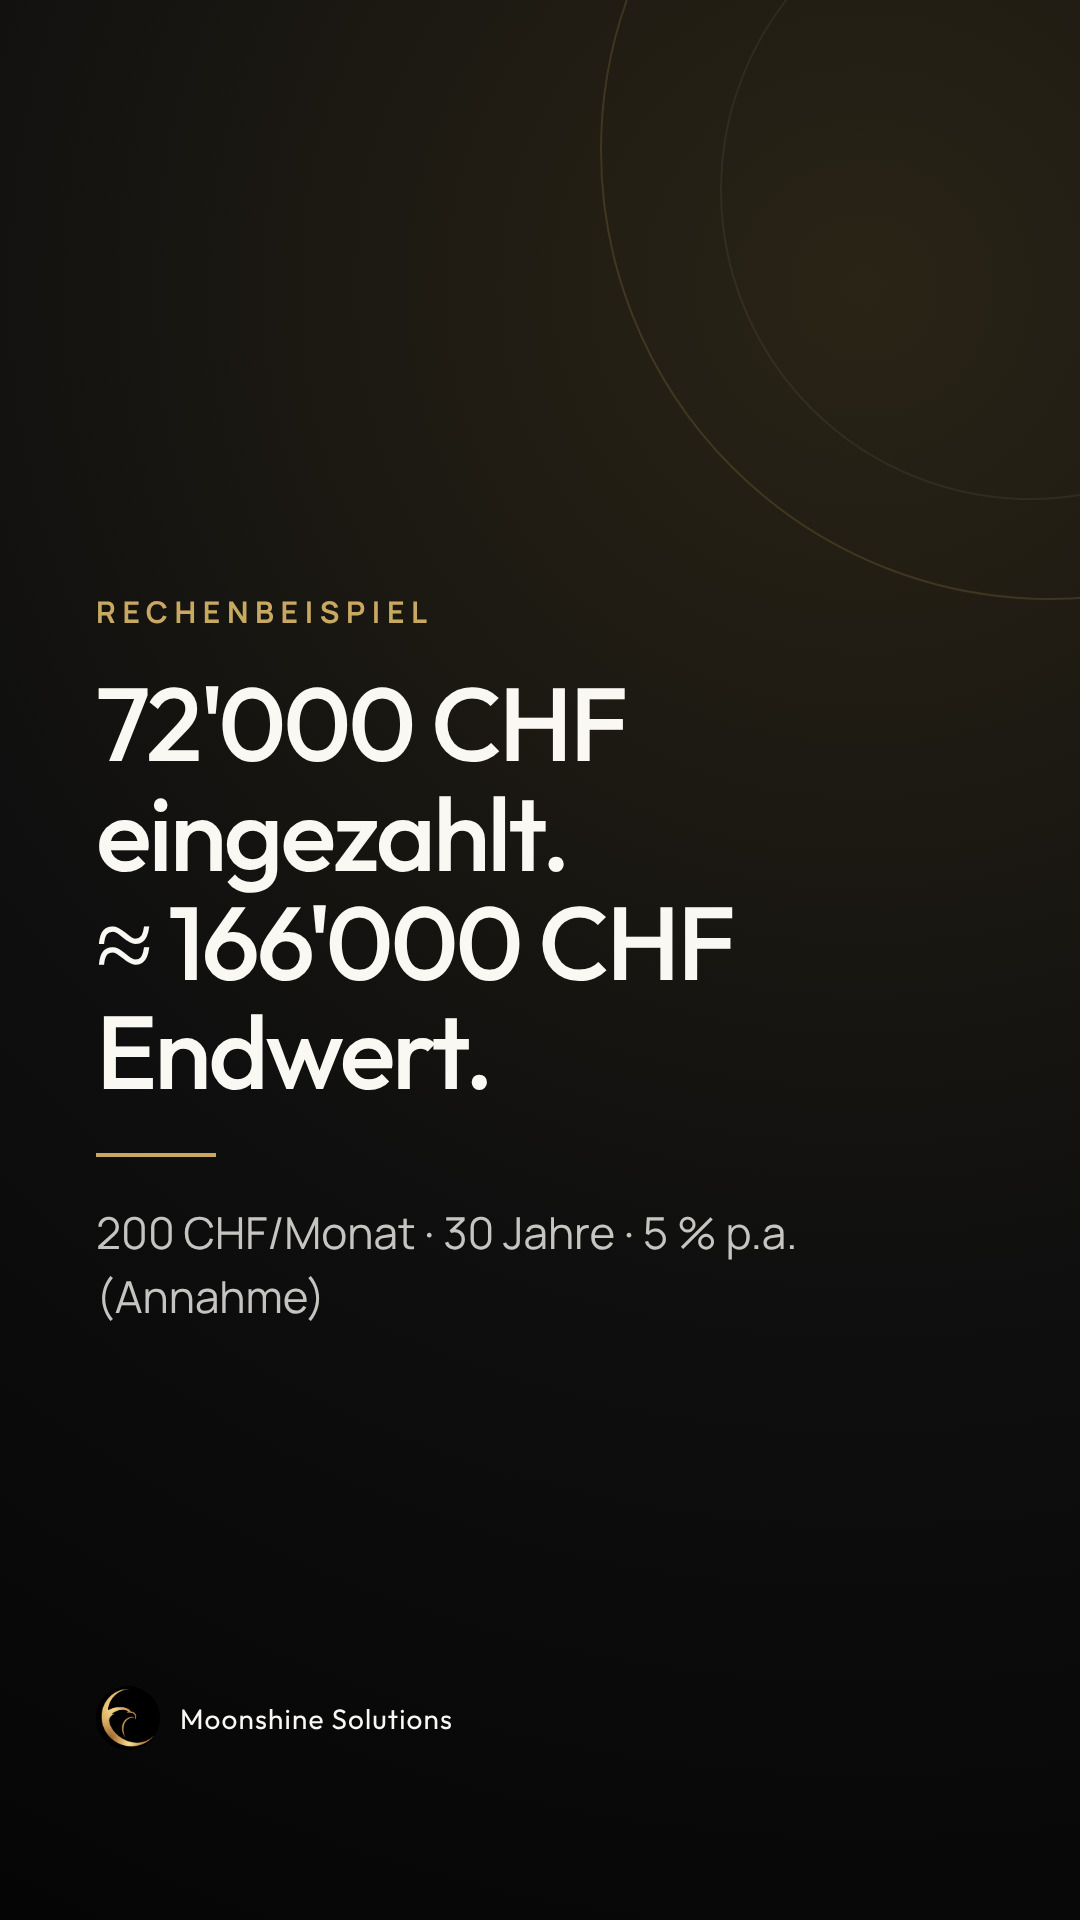 RECHENBEISPIEL
72'000 CHF
eingezahlt.
≈ 166'000 CHF
Endwert.
200 CHF/Monat · 30 Jahre · 5 % p.a.
(Annahme)
Moonshine Solutions